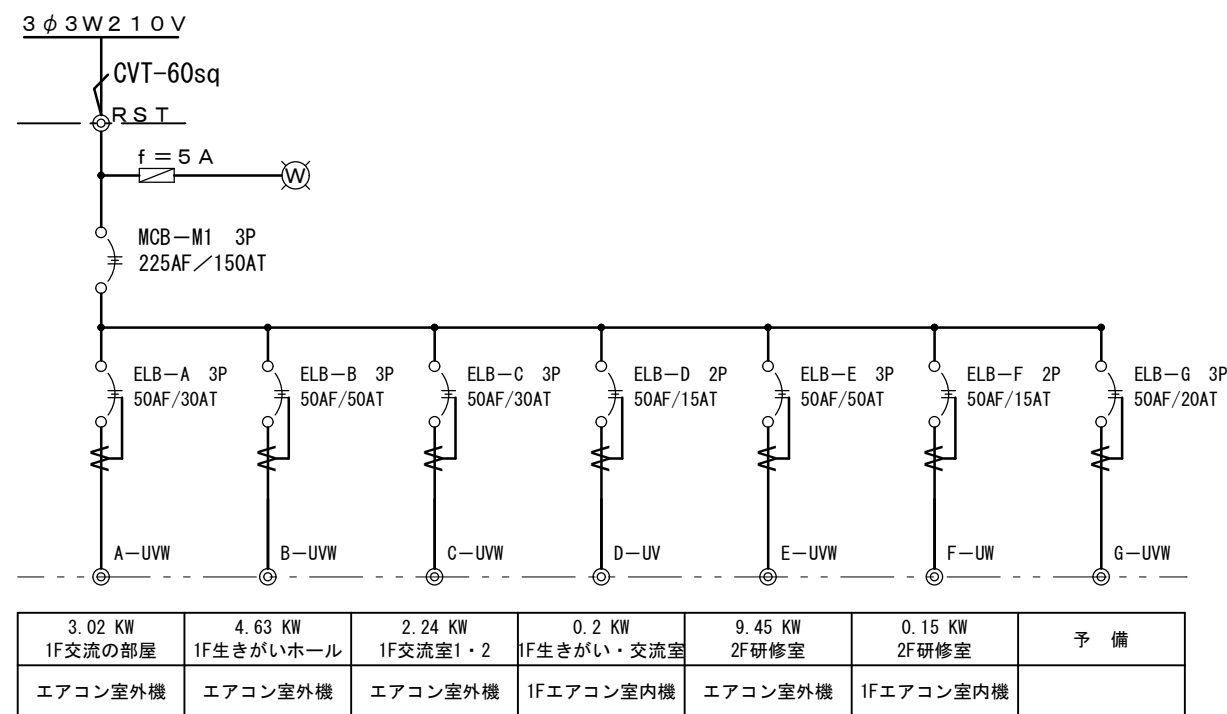 3φ3W210V
CVT-60sq
RST
f=5A
W
MCB-M1 3P
225AF/150AT
ELB-A 3P
50AF/30AT
ELB-B 3P
50AF/50AT
ELB-C 3P
50AF/30AT
ELB-D 2P
50AF/15AT
ELB-E 3P
50AF/50AT
ELB-F 2P
50AF/15AT
ELB-G 3P
50AF/20AT
A-UVW
B-UVW
C-UVW
D-UV
E-UVW
F-UW
G-UVW
3.02 KW
1F交流の部屋
4.63 KW
1F生きがいホール
2.24 KW
1F交流室1・2
0.2 KW
1F生きがい・交流室
9.45 KW
2F研修室
0.15 KW
2F研修室
予 備
エアコン室外機
エアコン室外機
エアコン室外機
1Fエアコン室内機
エアコン室外機
1Fエアコン室内機